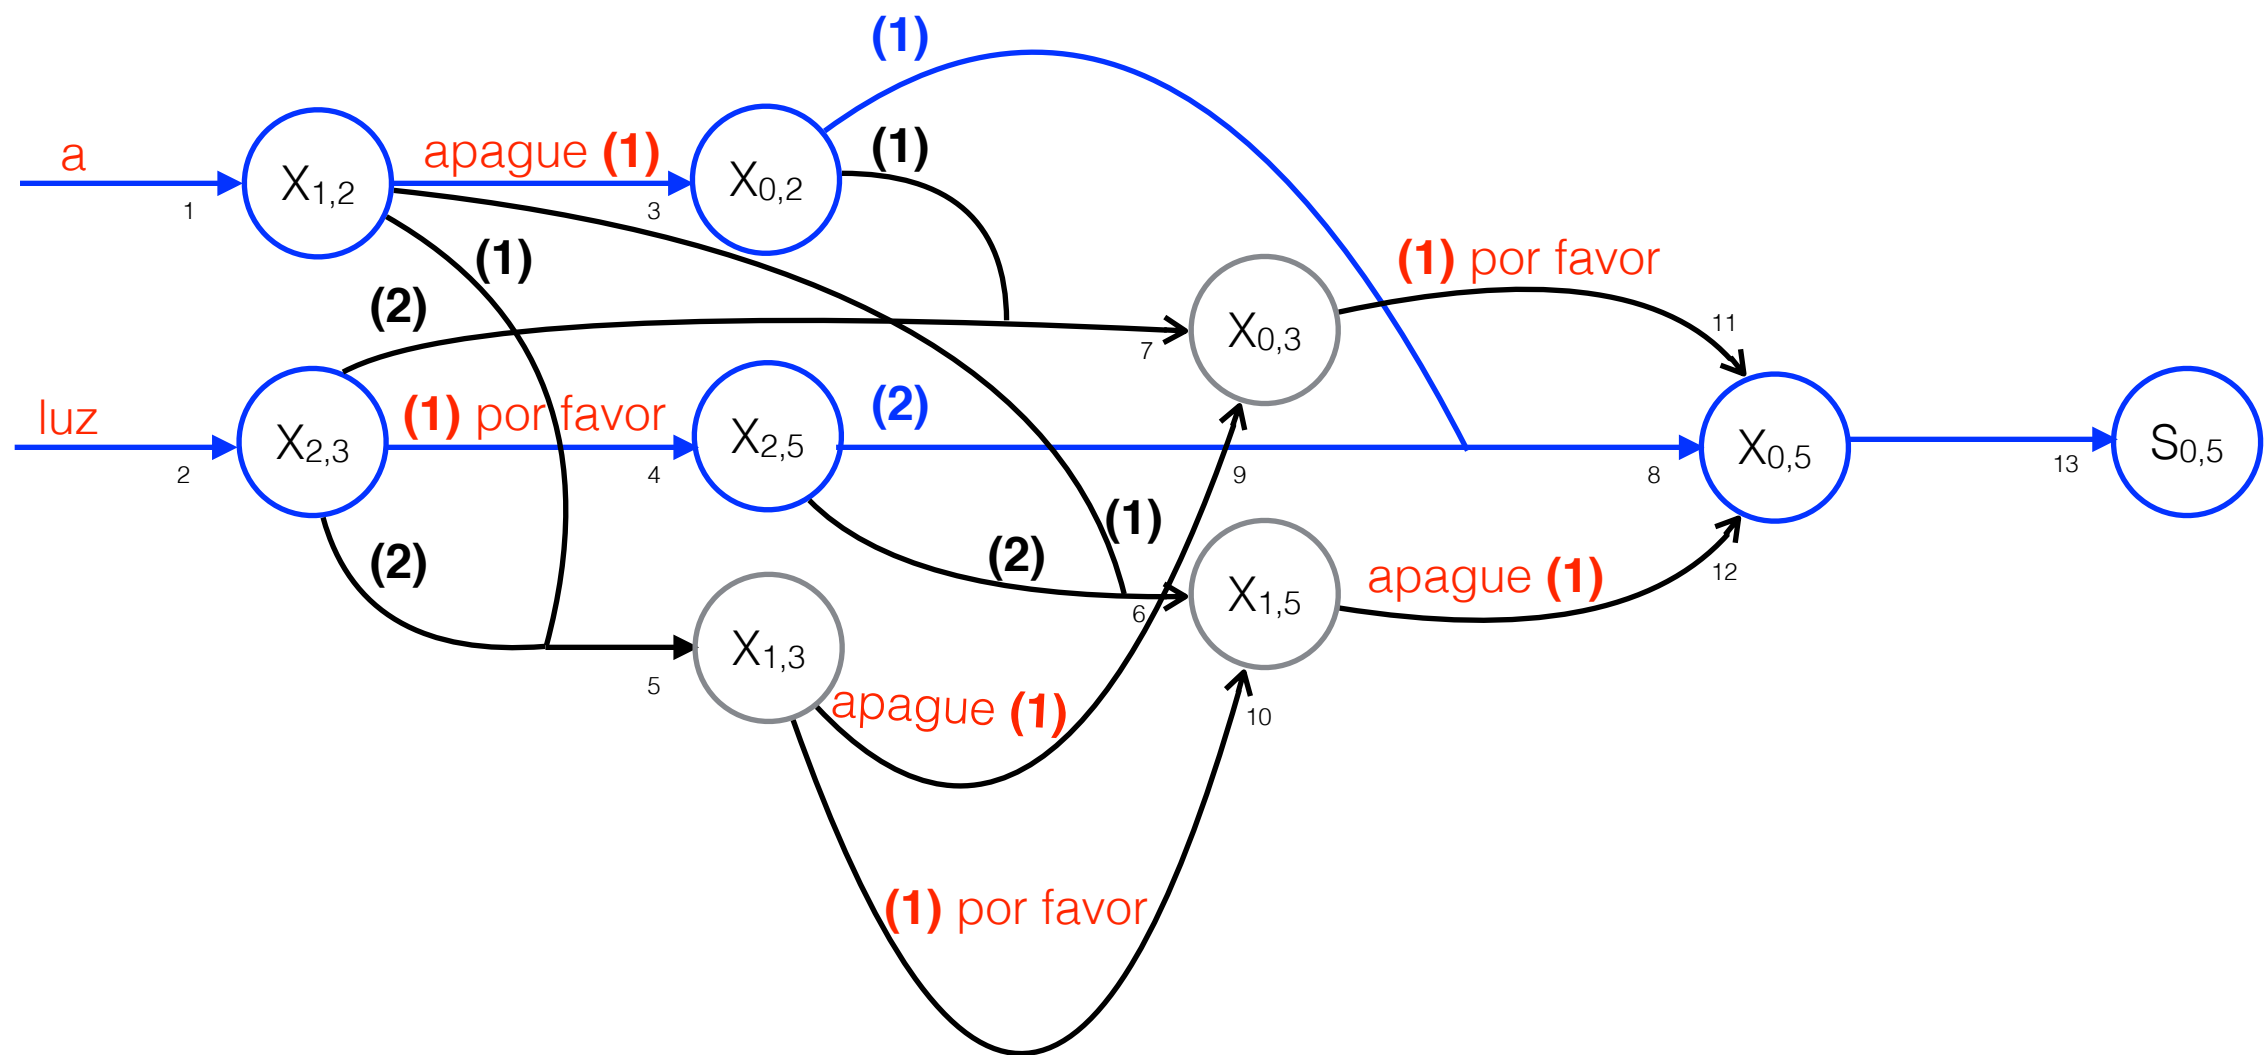 (1)
a
X1,2
apague (1)
X0,2
(1)
1
3
(1)
(2)
(1) por favor
X0,3
7
11
luz
X2,3
(1) por favor
X2,5
(2)
X0,5
S0,5
2
4
9
8
13
(2)
(2)
(1)
6
X1,5
apague (1)
12
X1,3
5
apague (1)
10
(1) por favor